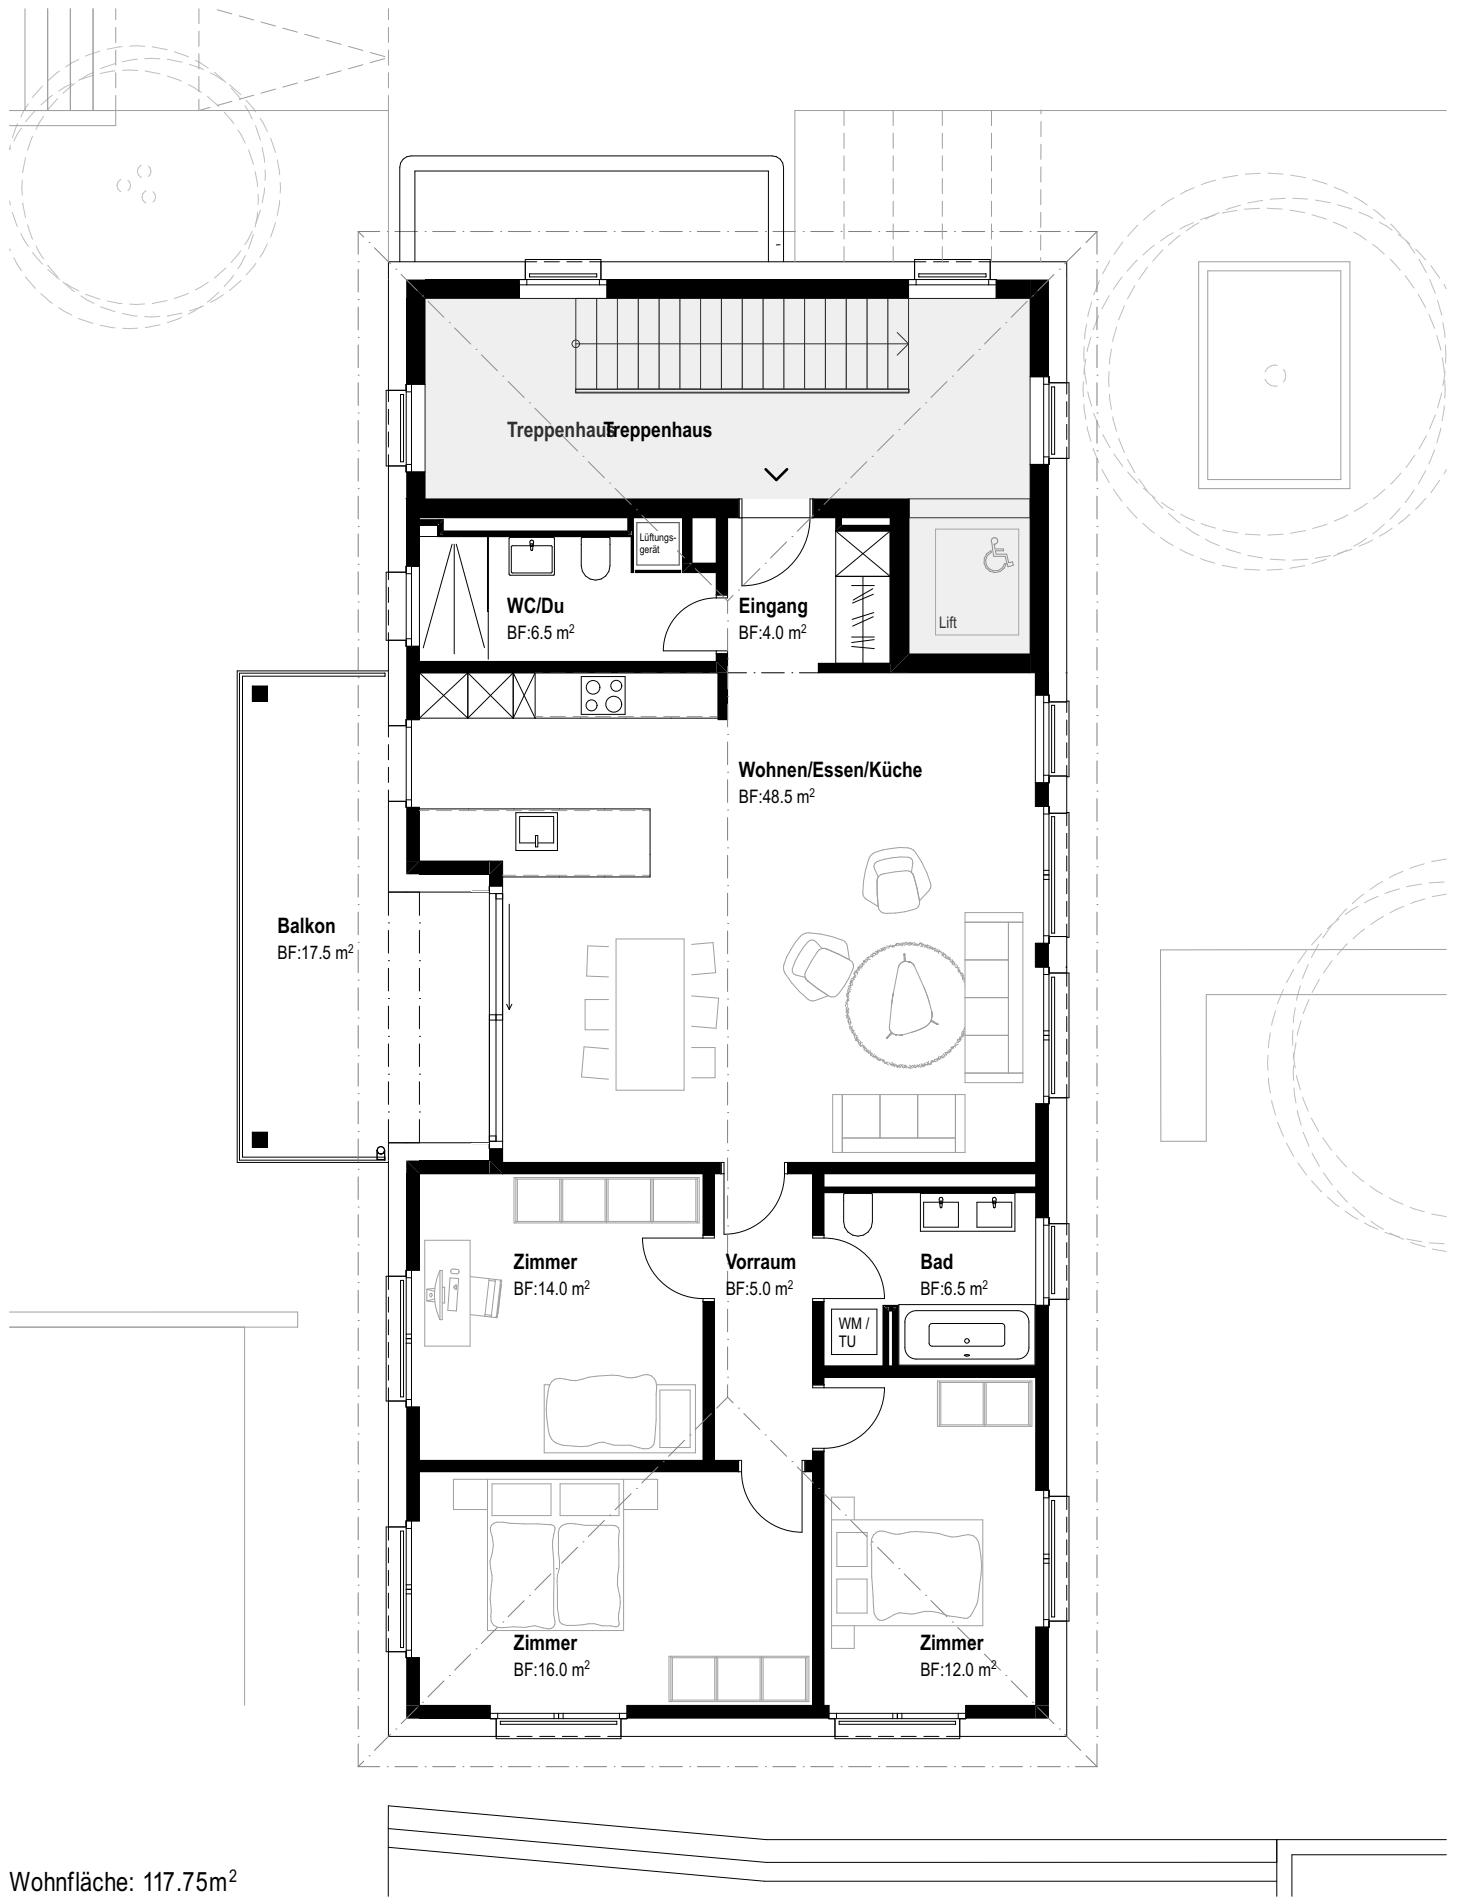 Treppenhaus Treppenhaus
Lüftungs-
gerät
WC/Du
BF:6.5 m²
Eingang
BF:4.0 m²
Lift
Wohnen/Essen/Küche
BF:48.5 m²
Balkon
BF:17.5 m²
Zimmer
BF:14.0 m²
Vorraum
BF:5.0 m²
Bad
BF:6.5 m²
WM /
TU
Zimmer
BF:16.0 m²
Zimmer
BF:12.0 m²
Wohnfläche: 117.75m²